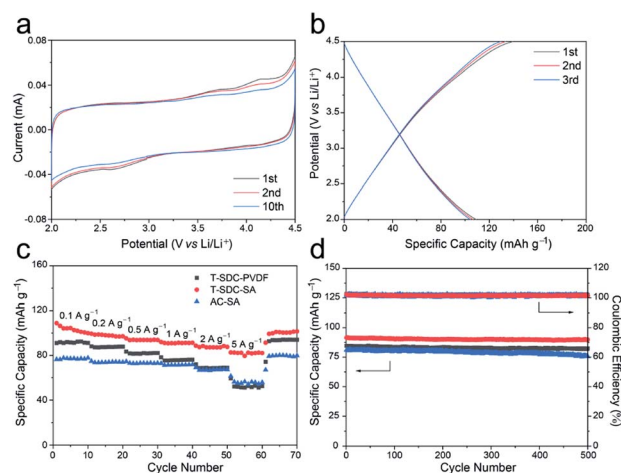 a
0.08
0.04
0.00
-0.04
-0.08
Current (mA)
2.0 2.5 3.0 3.5 4.0 4.5
Potential (V vs Li/Li⁺)
1st
2nd
10th
b
4.5
4.0
3.5
3.0
2.5
2.0
Potential (V vs Li/Li⁺)
0 40 80 120 160 200
Specific Capacity (mAh g⁻¹)
1st
2nd
3rd
c
160
120
80
40
0
Specific Capacity (mAh g⁻¹)
0 10 20 30 40 50 60 70
Cycle Number
T-SDC-PVDF
T-SDC-SA
AC-SA
0.1 A g⁻¹
0.2 A g⁻¹
0.5 A g⁻¹
1 A g⁻¹
2 A g⁻¹
5 A g⁻¹
d
150
125
100
75
50
25
0
Specific Capacity (mAh g⁻¹)
0 100 200 300 400 500
Cycle Number
120
100
80
60
40
20
0
Coulombic Efficiency (%)